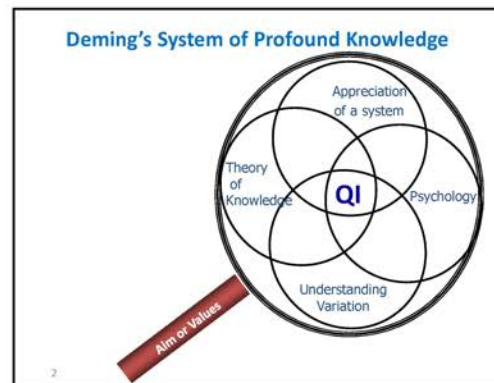 Deming's System of Profound Knowledge
Appreciation
of a system
Theory
of
Knowledge
QI
Psychology
Understanding
Variation
Aim or Values
2